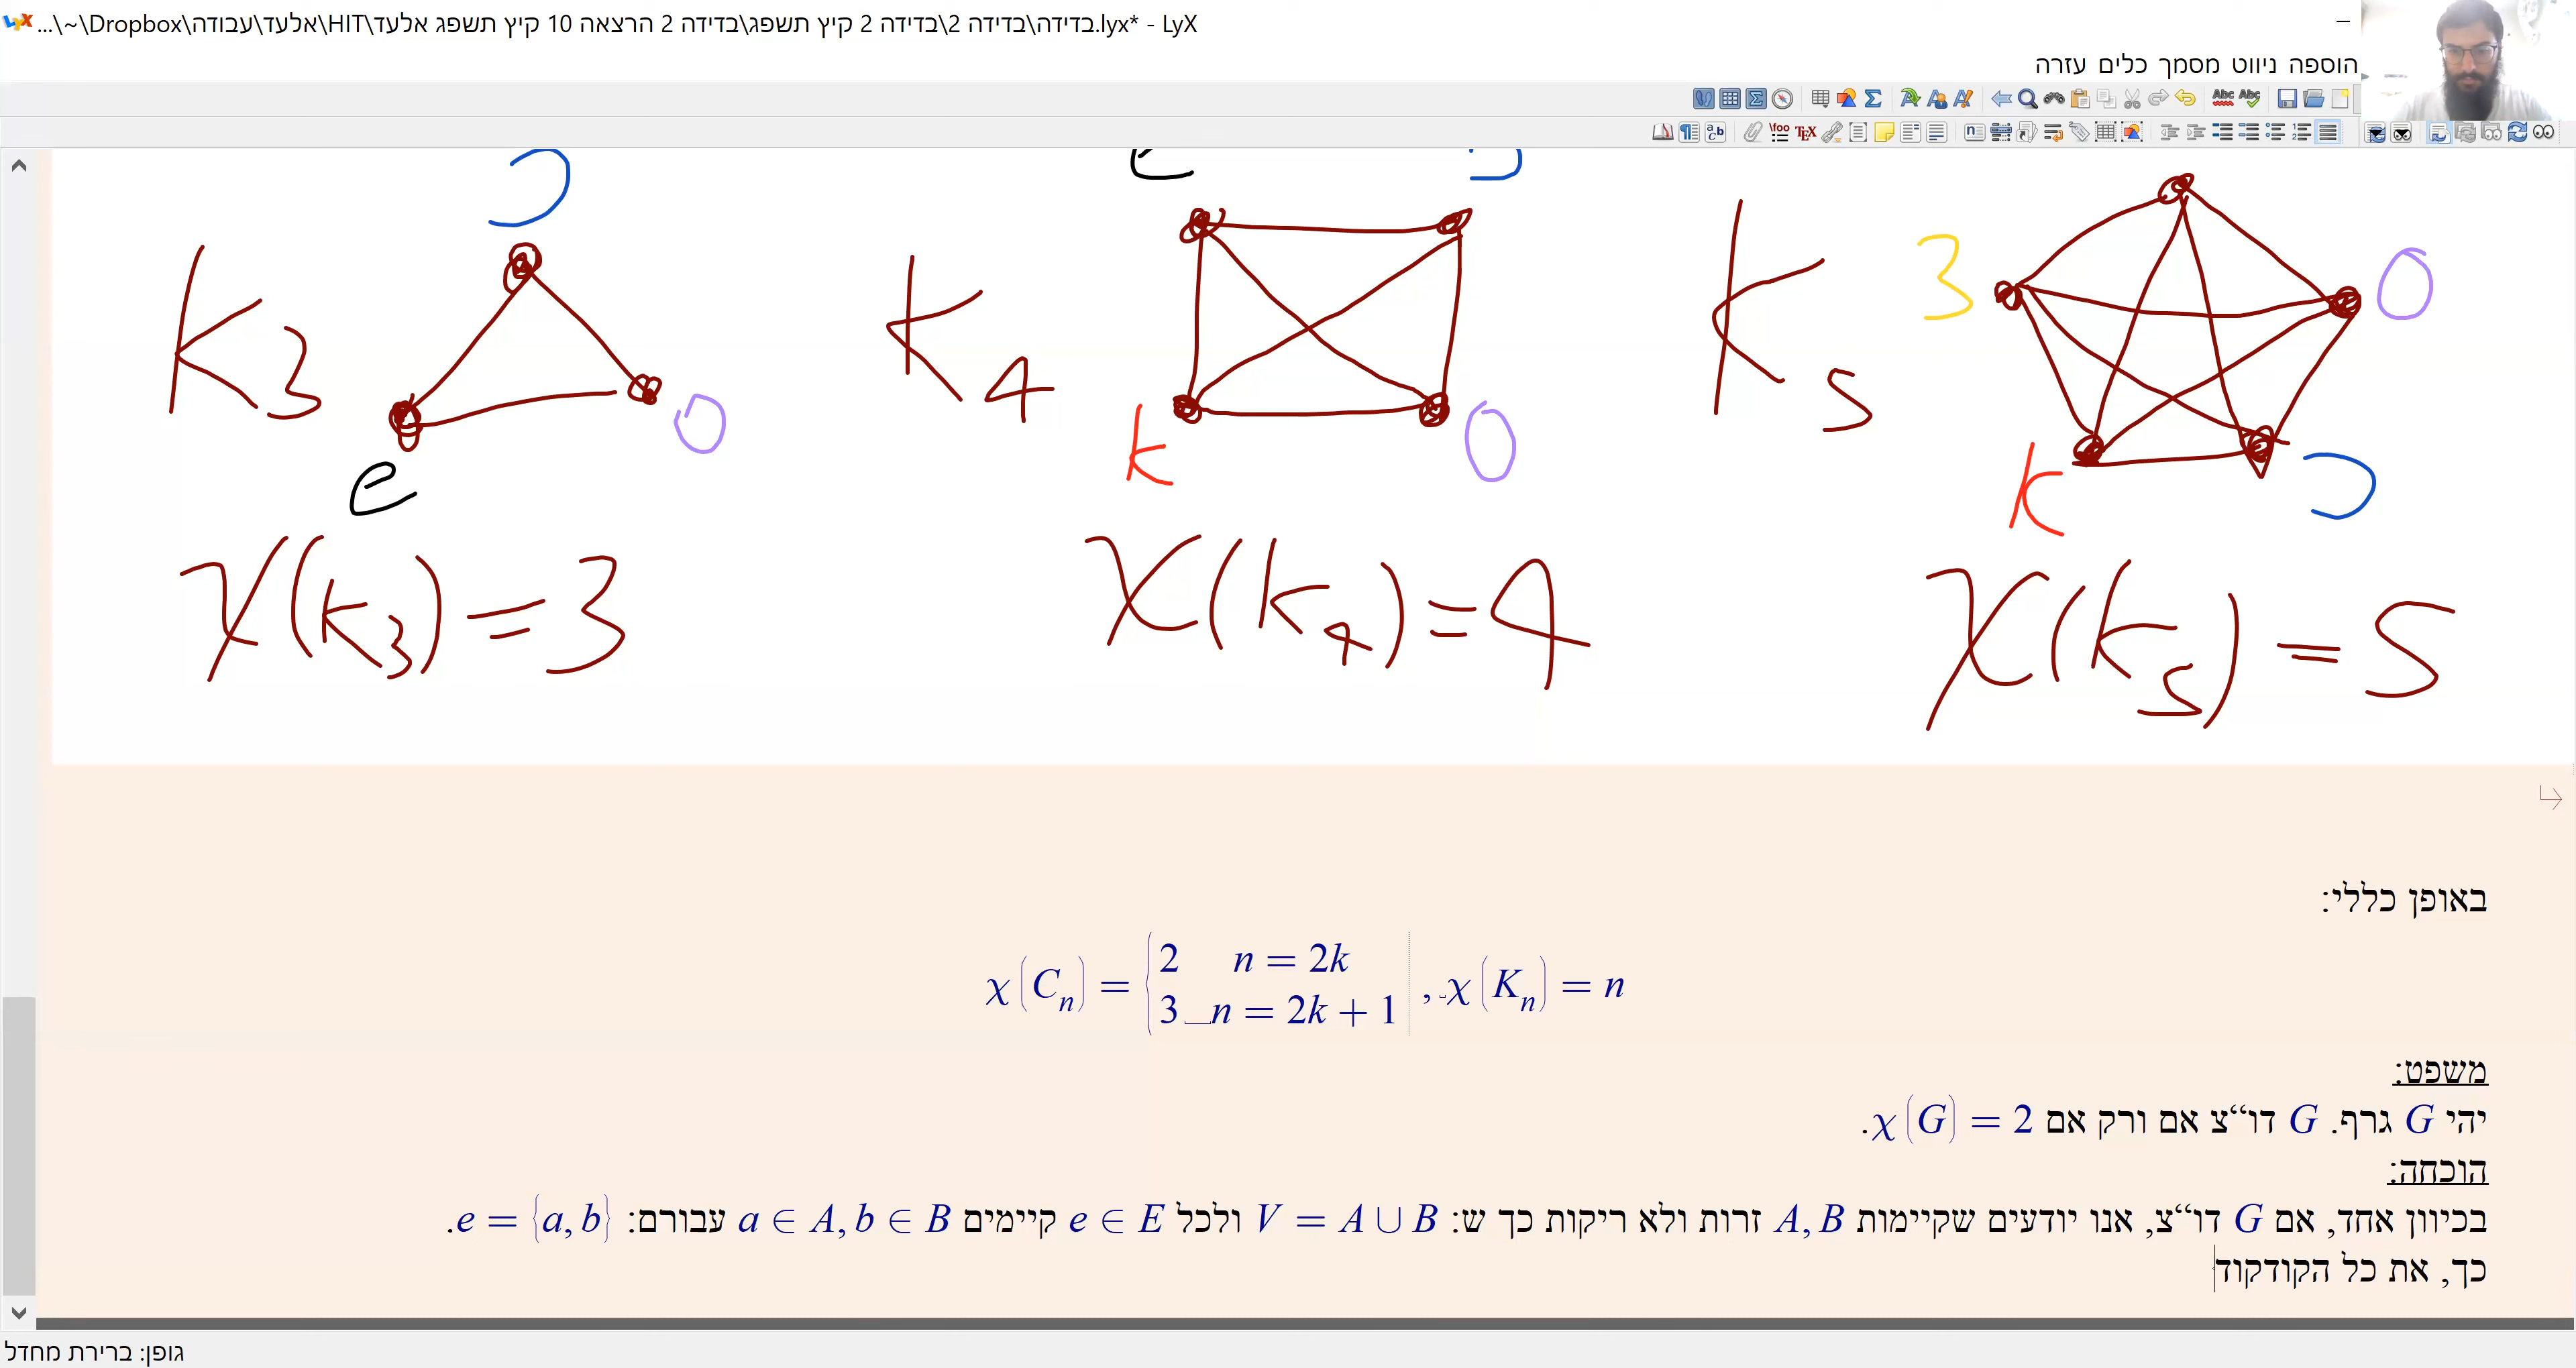 ...\~\Dropbox\אלעד\עבודה\HIT\בדידה\בדידה 2\בדידה 2 קיץ תשפג\בדידה 2 הרצאה 10 קיץ תשפג אלעד.lyx* - LyX
הוספה ניווט מסמך כלים עזרה
כ e כ
K3 K4 K5 3 O
O k O k כ
e
χ(k3) = 3 χ(k4) = 4 χ(k5) = 5
באופן כללי:
χ(Cn) = {2 n = 2k
3 n = 2k + 1 , χ(Kn) = n
משפט:
יהי G גרף. G דו“צ אם ורק אם χ(G) = 2.
הוכחה:
בכיוון אחד, אם G דו“צ, אנו יודעים שקיימות A, B זרות ולא ריקות כך ש: V = A ∪ B ולכל e ∈ E קיימים a ∈ A, b ∈ B עבורם: e = {a, b}.
כך, את כל הקודקוד
גופן: ברירת מחדל